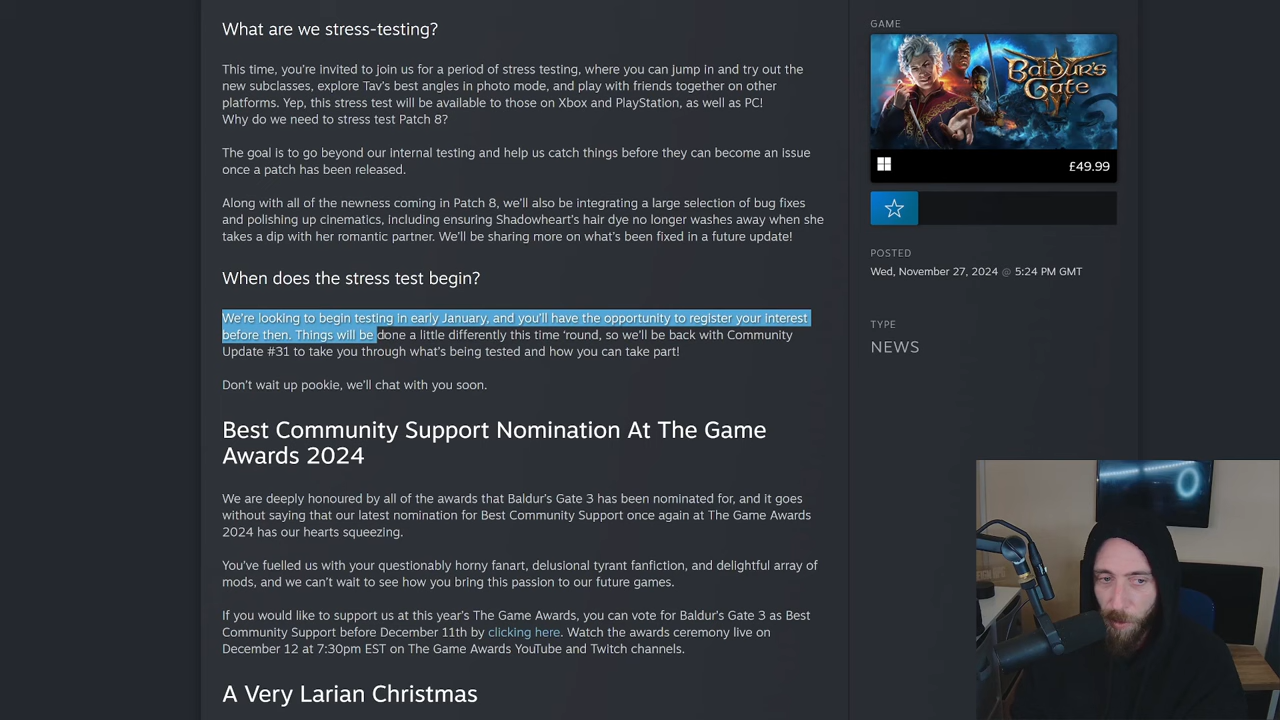 What are we stress-testing?
This time, you're invited to join us for a period of stress testing, where you can jump in and try out the
new subclasses, explore Tav's best angles in photo mode, and play with friends together on other
platforms. Yep, this stress test will be available to those on Xbox and PlayStation, as well as PC!
Why do we need to stress test Patch 8?
The goal is to go beyond our internal testing and help us catch things before they can become an issue
once a patch has been released.
Along with all of the newness coming in Patch 8, we'll also be integrating a large selection of bug fixes
and polishing up cinematics, including ensuring Shadowheart's hair dye no longer washes away when she
takes a dip with her romantic partner. We'll be sharing more on what's been fixed in a future update!
When does the stress test begin?
We're looking to begin testing in early January, and you'll have the opportunity to register your interest
before then. Things will be done a little differently this time 'round, so we'll be back with Community
Update #31 to take you through what's being tested and how you can take part!
Don't wait up pookie, we'll chat with you soon.
Best Community Support Nomination At The Game
Awards 2024
We are deeply honoured by all of the awards that Baldur's Gate 3 has been nominated for, and it goes
without saying that our latest nomination for Best Community Support once again at The Game Awards
2024 has our hearts squeezing.
You've fuelled us with your questionably horny fanart, delusional tyrant fanfiction, and delightful array of
mods, and we can't wait to see how you bring this passion to our future games.
If you would like to support us at this year's The Game Awards, you can vote for Baldur's Gate 3 as Best
Community Support before December 11th by clicking here. Watch the awards ceremony live on
December 12 at 7:30pm EST on The Game Awards YouTube and Twitch channels.
A Very Larian Christmas
GAME
BALDUR'S
GATE
£49.99
POSTED
Wed, November 27, 2024 @ 5:24 PM GMT
TYPE
NEWS